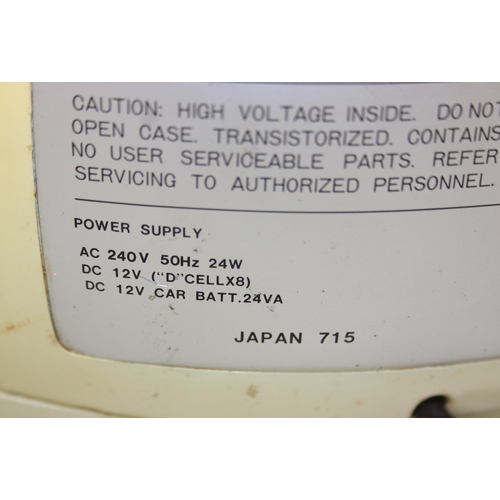 CAUTION: HIGH VOLTAGE INSIDE. DO NOT
OPEN CASE. TRANSISTORIZED. CONTAINS
NO USER SERVICEABLE PARTS. REFER
SERVICING TO AUTHORIZED PERSONNEL.
POWER SUPPLY
AC 240V 50Hz 24W
DC 12V ("D"CELLX8)
DC 12V CAR BATT.24VA
JAPAN 715